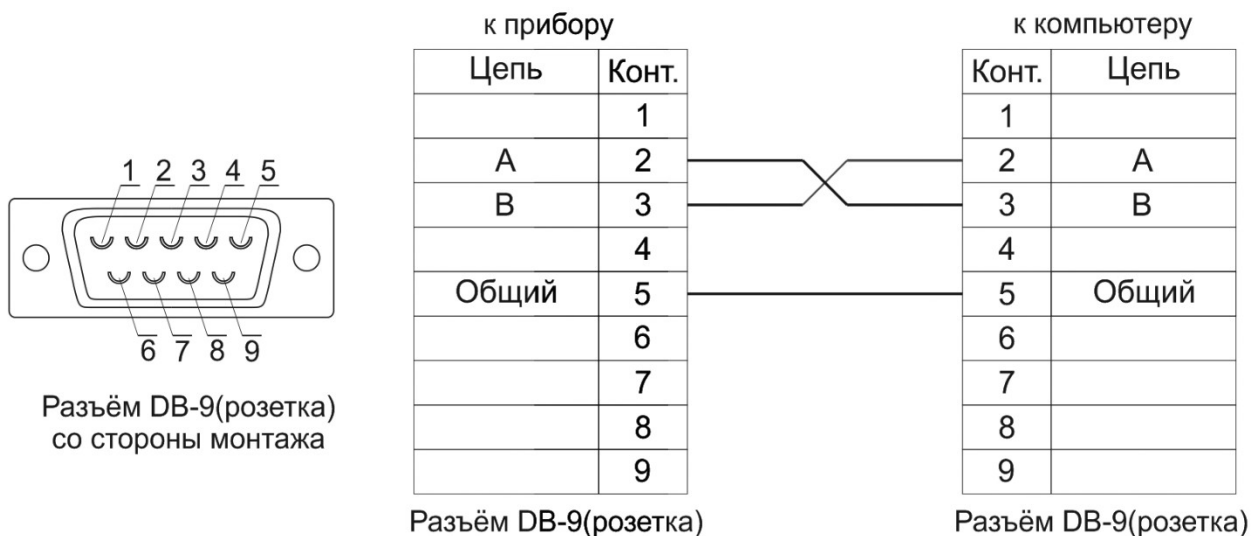 1 2 3 4 5
6 7 8 9
Разъём DB-9(розетка)
со стороны монтажа
к прибору
Цепь Конт.
1
A 2
B 3
4
Общий 5
6
7
8
9
Разъём DB-9(розетка)
к компьютеру
Конт. Цепь
1
2 A
3 B
4
5 Общий
6
7
8
9
Разъём DB-9(розетка)